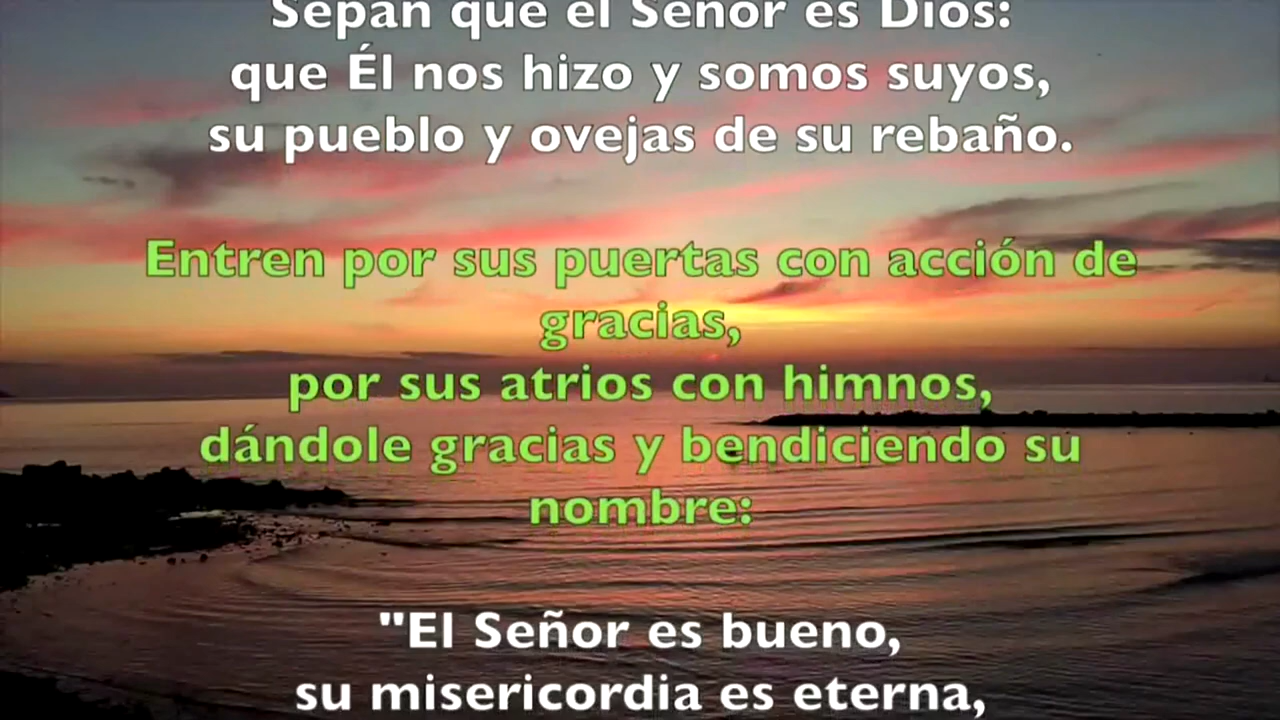 Sepan que el Señor es Dios:
que Él nos hizo y somos suyos,
su pueblo y ovejas de su rebaño.
Entren por sus puertas con acción de
gracias,
por sus atrios con himnos,
dándole gracias y bendiciendo su
nombre:
"El Señor es bueno,
su misericordia es eterna,